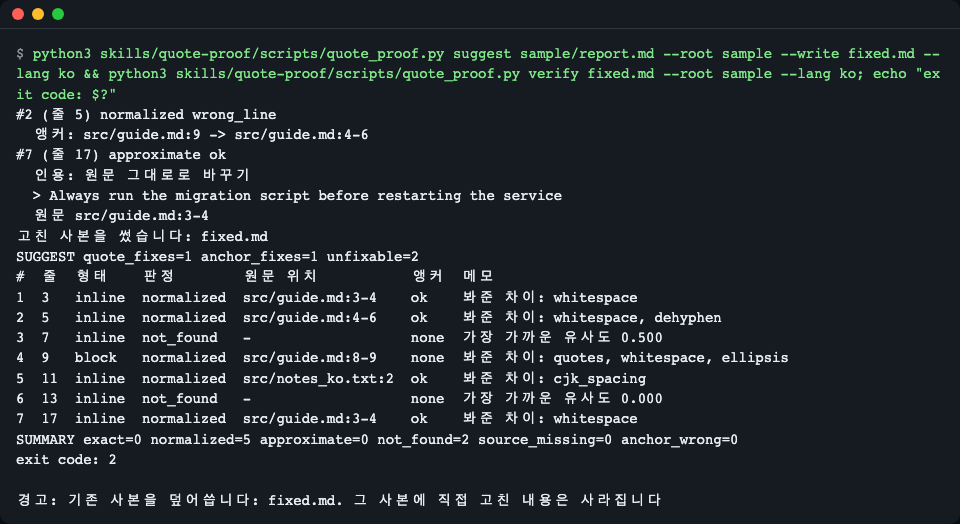 $ python3 skills/quote-proof/scripts/quote_proof.py suggest sample/report.md --root sample --write fixed.md --
lang ko && python3 skills/quote-proof/scripts/quote_proof.py verify fixed.md --root sample --lang ko; echo "ex
it code: $?"
#2 (줄 5) normalized wrong_line
앵커: src/guide.md:9 -> src/guide.md:4-6
#7 (줄 17) approximate ok
인용: 원문 그대로로 바꾸기
> Always run the migration script before restarting the service
원문 src/guide.md:3-4
고친 사본을 썼습니다: fixed.md
SUGGEST quote_fixes=1 anchor_fixes=1 unfixable=2
# 줄 형태 판정 원문 위치 앵커 메모
1 3 inline normalized src/guide.md:3-4 ok 봐준 차이: whitespace
2 5 inline normalized src/guide.md:4-6 ok 봐준 차이: whitespace, dehyphen
3 7 inline not_found - none 가장 가까운 유사도 0.500
4 9 block normalized src/guide.md:8-9 none 봐준 차이: quotes, whitespace, ellipsis
5 11 inline normalized src/notes_ko.txt:2 ok 봐준 차이: cjk_spacing
6 13 inline not_found - none 가장 가까운 유사도 0.000
7 17 inline normalized src/guide.md:3-4 ok 봐준 차이: whitespace
SUMMARY exact=0 normalized=5 approximate=0 not_found=2 source_missing=0 anchor_wrong=0
exit code: 2
경고: 기존 사본을 덮어씁니다: fixed.md. 그 사본에 직접 고친 내용은 사라집니다